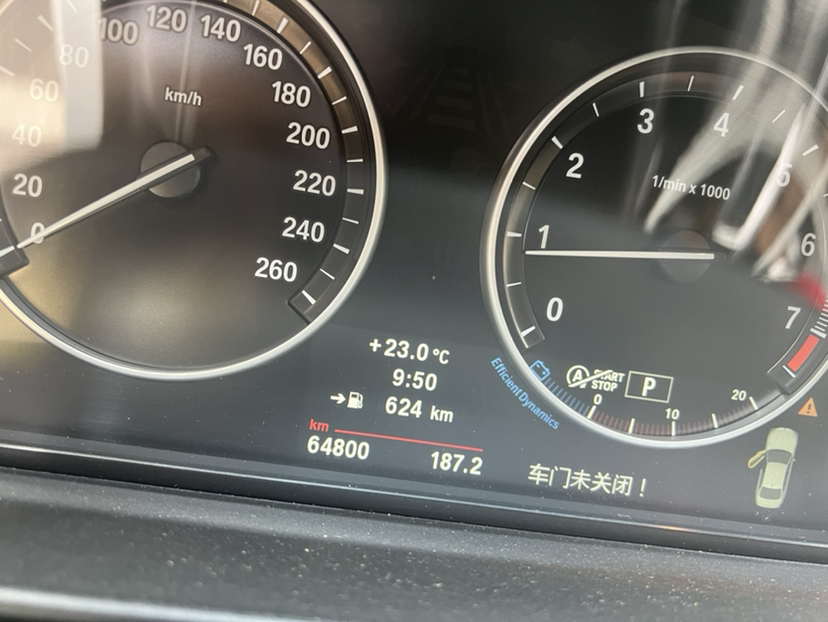 60
80
100
120
140
160
180
200
220
240
260
40
20
0
km/h
3
4
2
5
1/min x 1000
1
6
0
7
+23.0°C
9:50
624 km
km
64800 187.2
EfficientDynamics
A START STOP
P
0 10 20
车门未关闭！